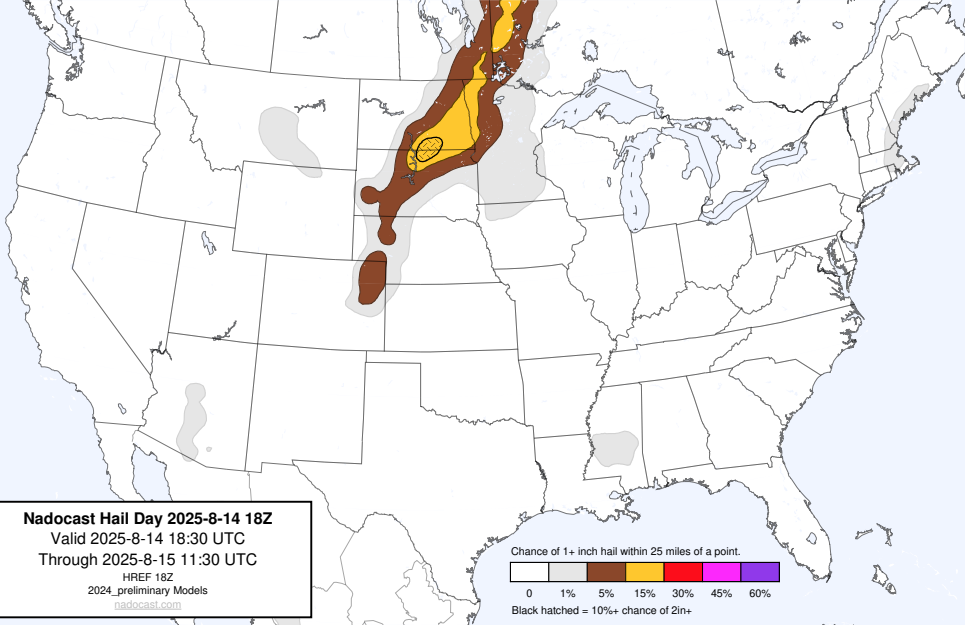 Nadocast Hail Day 2025-8-14 18Z
Valid 2025-8-14 18:30 UTC
Through 2025-8-15 11:30 UTC
HREF 18Z
2024_preliminary Models
nadocast.com
Chance of 1+ inch hail within 25 miles of a point.
0 1% 5% 15% 30% 45% 60%
Black hatched = 10%+ chance of 2in+